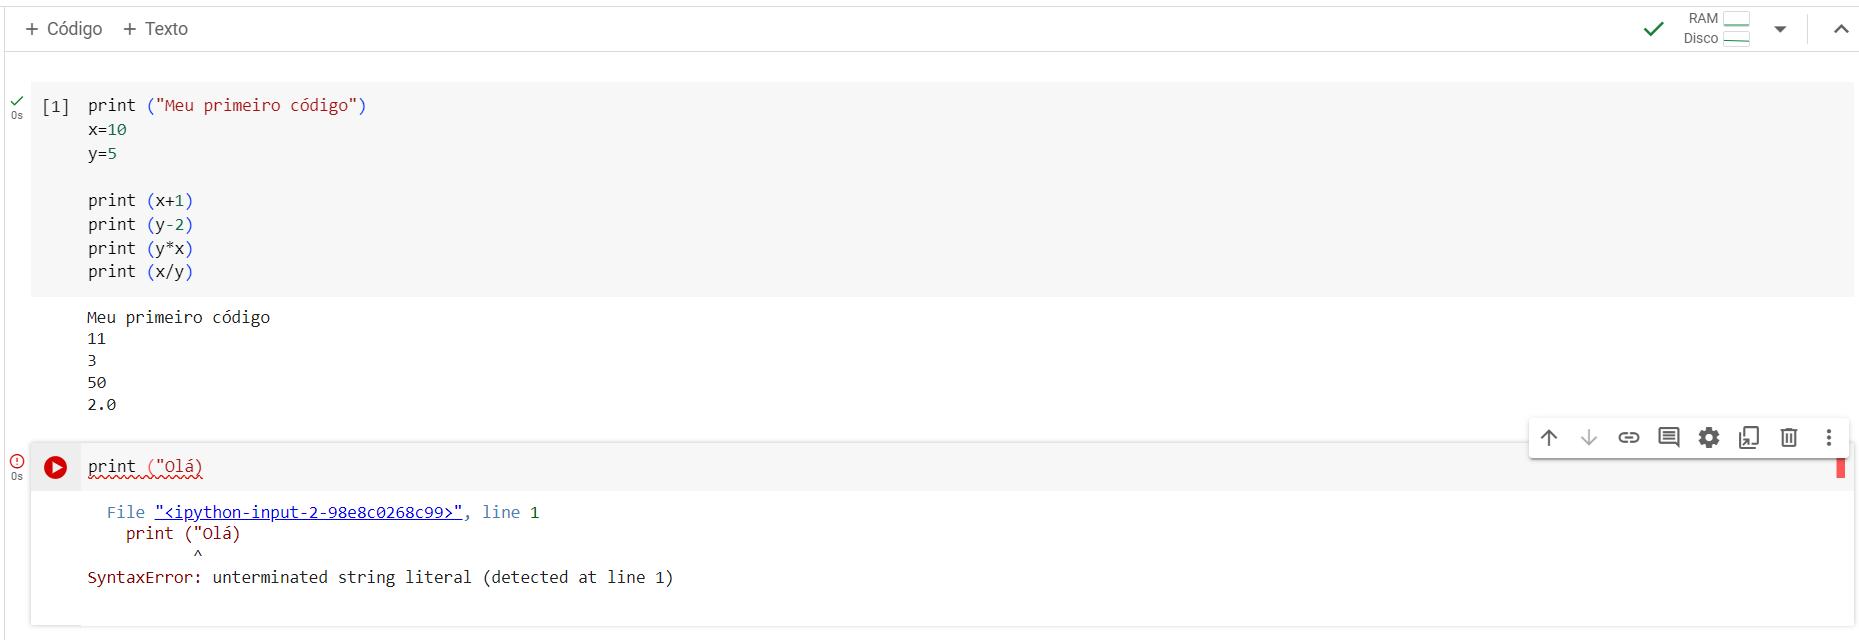 + Código + Texto
RAM
Disco
[1] print ("Meu primeiro código")
0s
x=10
y=5
print (x+1)
print (y-2)
print (y*x)
print (x/y)
Meu primeiro código
11
3
50
2.0
print ("Olá)
0s
File "<ipython-input-2-98e8c0268c99>", line 1
print ("Olá)
^
SyntaxError: unterminated string literal (detected at line 1)